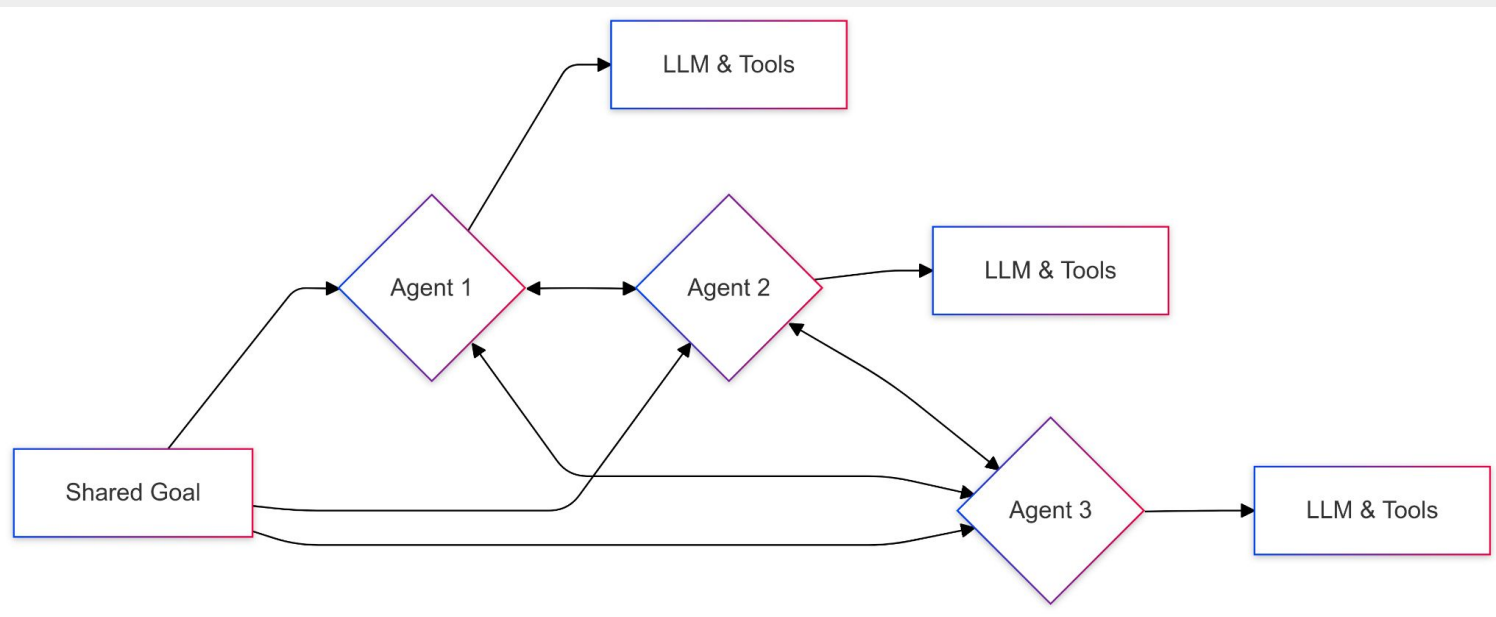 LLM & Tools
Agent 1
Agent 2
LLM & Tools
Shared Goal
Agent 3
LLM & Tools